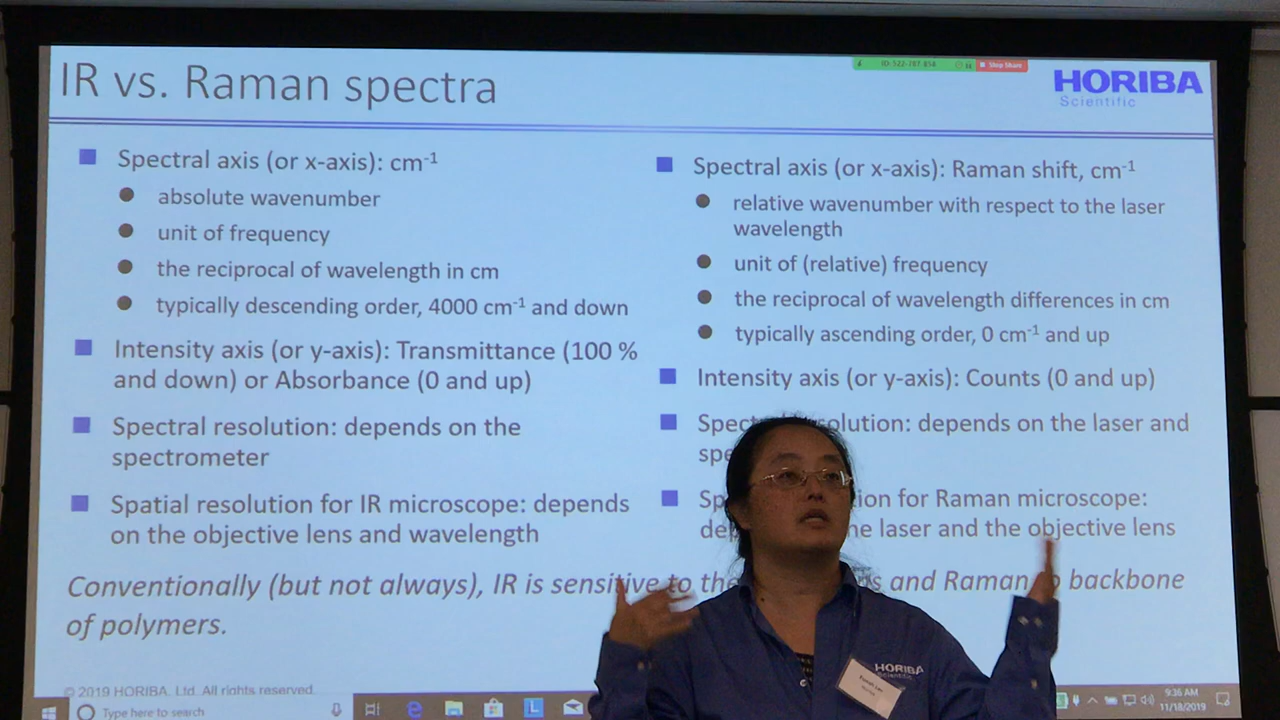 IR vs. Raman spectra
ID: 522-787-854
Stop Share
HORIBA
Scientific
Spectral axis (or x-axis): cm-1
absolute wavenumber
unit of frequency
the reciprocal of wavelength in cm
typically descending order, 4000 cm-1 and down
Intensity axis (or y-axis): Transmittance (100 %
and down) or Absorbance (0 and up)
Spectral resolution: depends on the
spectrometer
Spatial resolution for IR microscope: depends
on the objective lens and wavelength
Spectral axis (or x-axis): Raman shift, cm-1
relative wavenumber with respect to the laser
wavelength
unit of (relative) frequency
the reciprocal of wavelength differences in cm
typically ascending order, 0 cm-1 and up
Intensity axis (or y-axis): Counts (0 and up)
depends on the laser and
for Raman microscope:
laser and the objective lens
Conventionally (but not always), IR is sensitive to and Raman backbone
of polymers.
© 2019 HORIBA, Ltd. All rights reserved.
Type here to search
9:36 AM
11/18/2019
HORIBA
Scientific